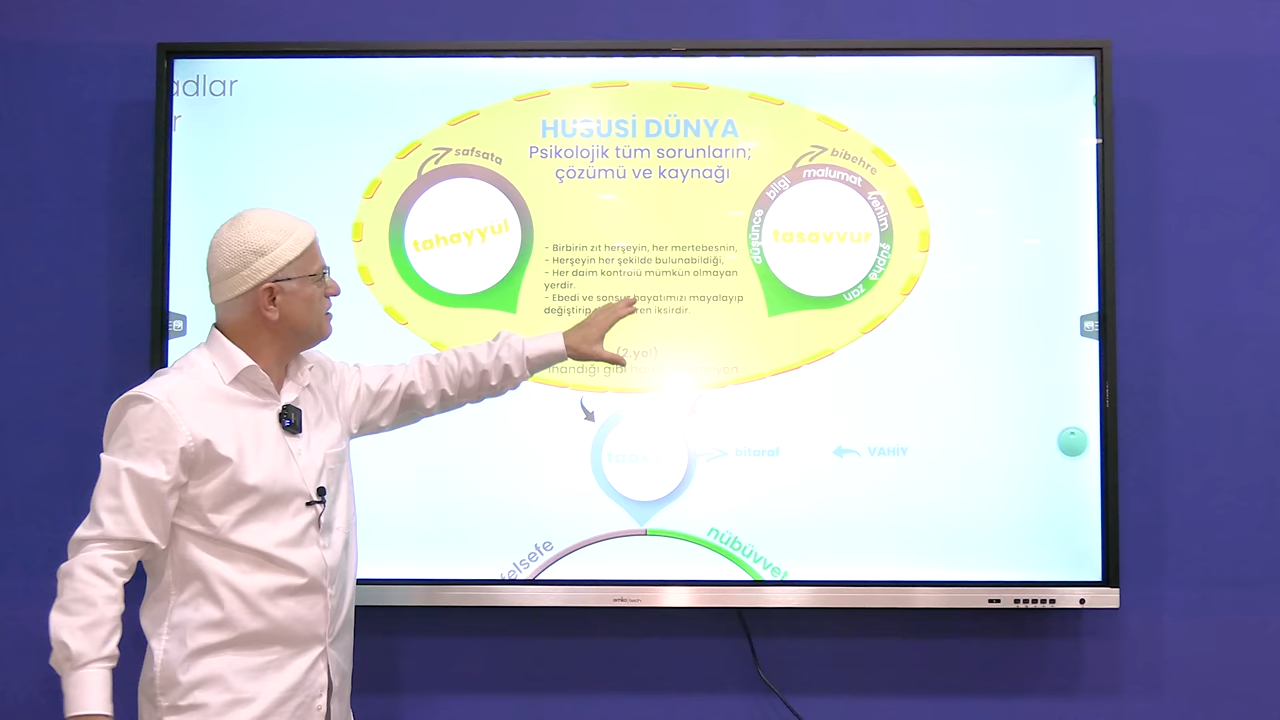 adlar
r
HUSUSİ DÜNYA
Psikolojik tüm sorunların;
çözümü ve kaynağı
safsata
tahayyül
bibehre
düşünce bilgi malumat vehim şüphe zan
tasavvur
- Birbirin zıt herşeyin, her mertebesnin,
- Herşeyin her şekilde bulunabildiği,
- Her daim kontrolü mümkün olmayan
yerdir.
- Ebedi ve sonsuz hayatımızı mayalayıp
değiştirip iksirdir.
(2.yol)
inandığı gibi
bitaraf
VAHİY
felsefe
nübüvvet